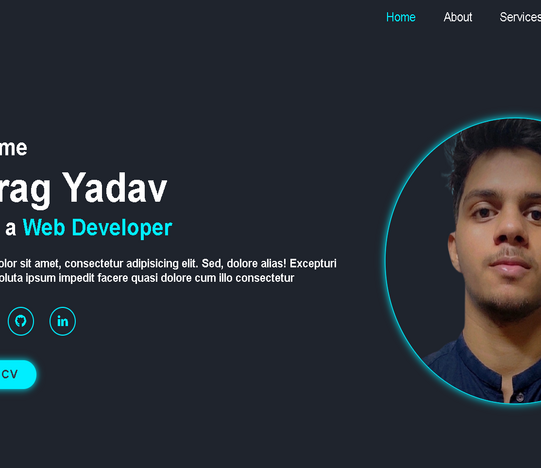 Home About Services
me
rag Yadav
a Web Developer
olor sit amet, consectetur adipisicing elit. Sed, dolore alias! Excepturi
oluta ipsum impedit facere quasi dolore cum illo consectetur
in
CV